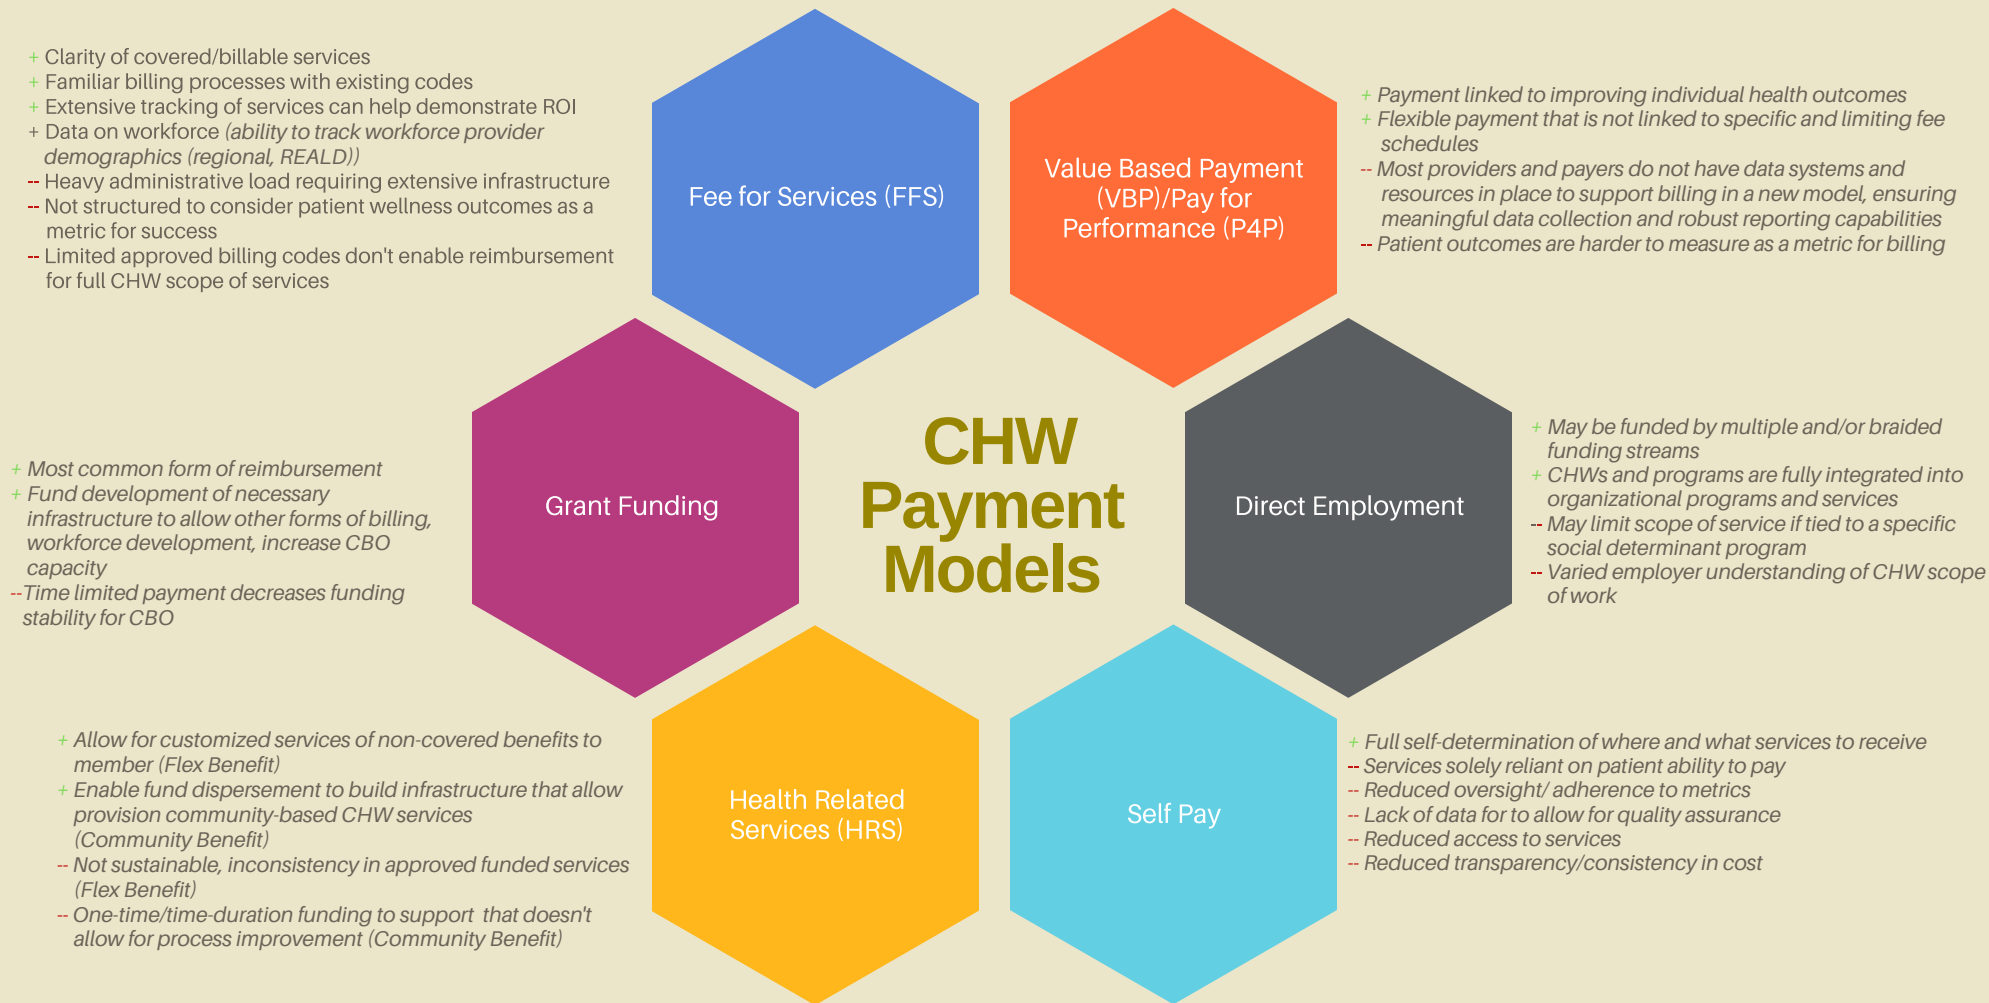 + Clarity of covered/billable services
+ Familiar billing processes with existing codes
+ Extensive tracking of services can help demonstrate ROI
+ Data on workforce (ability to track workforce provider
demographics (regional, REALD))
-- Heavy administrative load requiring extensive infrastructure
-- Not structured to consider patient wellness outcomes as a
metric for success
-- Limited approved billing codes don't enable reimbursement
for full CHW scope of services
Fee for Services (FFS)
Value Based Payment
(VBP)/Pay for
Performance (P4P)
+ Payment linked to improving individual health outcomes
+ Flexible payment that is not linked to specific and limiting fee
schedules
-- Most providers and payers do not have data systems and
resources in place to support billing in a new model, ensuring
meaningful data collection and robust reporting capabilities
-- Patient outcomes are harder to measure as a metric for billing
+ Most common form of reimbursement
+ Fund development of necessary
infrastructure to allow other forms of billing,
workforce development, increase CBO
capacity
--Time limited payment decreases funding
stability for CBO
Grant Funding
CHW
Payment
Models
Direct Employment
+ May be funded by multiple and/or braided
funding streams
+ CHWs and programs are fully integrated into
organizational programs and services
-- May limit scope of service if tied to a specific
social determinant program
-- Varied employer understanding of CHW scope
of work
+ Allow for customized services of non-covered benefits to
member (Flex Benefit)
+ Enable fund dispersement to build infrastructure that allow
provision community-based CHW services
(Community Benefit)
-- Not sustainable, inconsistency in approved funded services
(Flex Benefit)
-- One-time/time-duration funding to support that doesn't
allow for process improvement (Community Benefit)
Health Related
Services (HRS)
Self Pay
+ Full self-determination of where and what services to receive
-- Services solely reliant on patient ability to pay
-- Reduced oversight/ adherence to metrics
-- Lack of data for to allow for quality assurance
-- Reduced access to services
-- Reduced transparency/consistency in cost